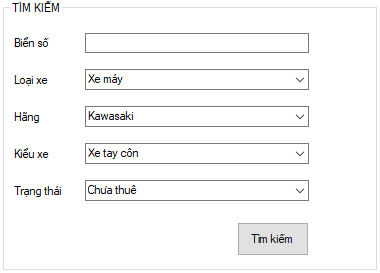 TÌM KIẾM
Biển số
Loại xe Xe máy
Hãng Kawasaki
Kiểu xe Xe tay côn
Trạng thái Chưa thuê
Tìm kiếm